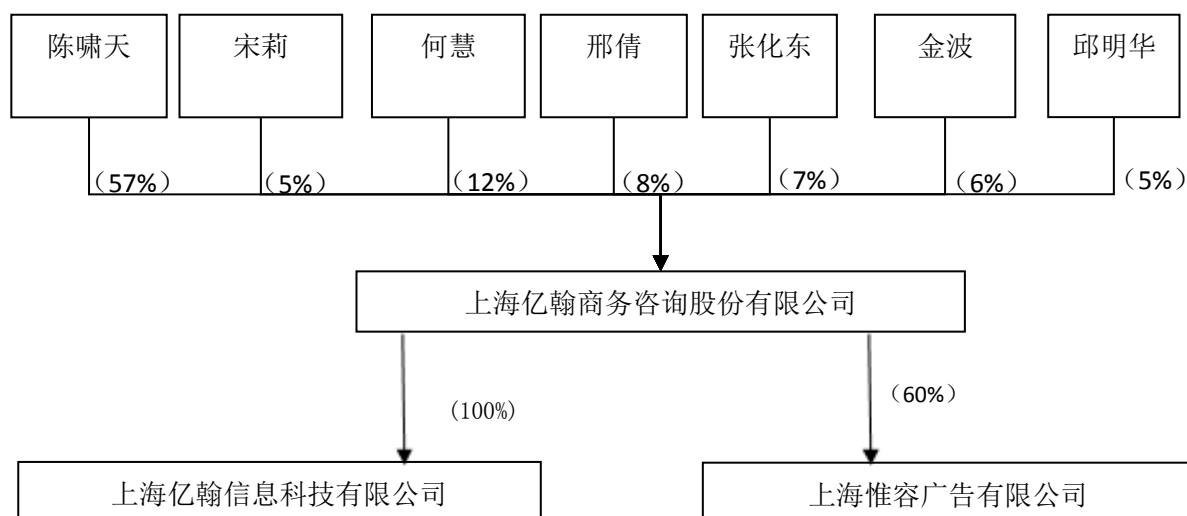 陈啸天 宋莉 何慧 邢倩 张化东 金波 邱明华
（57%） （5%） （12%） （8%） （7%） （6%） （5%）
上海亿翰商务咨询股份有限公司
(100%) （60%）
上海亿翰信息科技有限公司 上海惟容广告有限公司